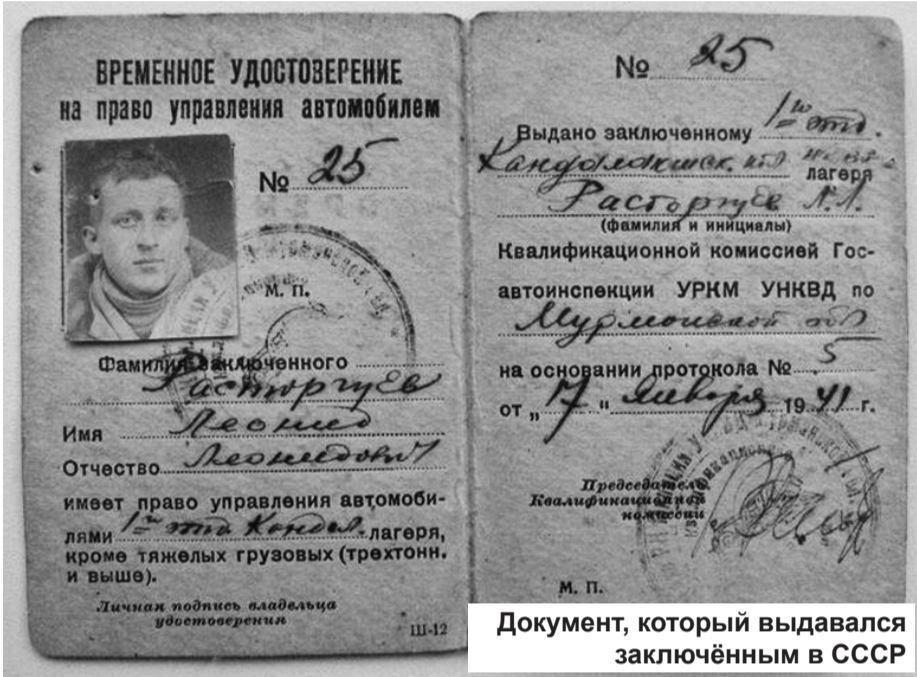 ВРЕМЕННОЕ УДОСТОВЕРЕНИЕ
на право управления автомобилем
№ 25
М. П.
Фамилия заключенного
Расторгуев
Имя Леонид
Отчество Леонидович
имеет право управления автомоби-
лями 1го отд Кандал. лагеря,
кроме тяжелых грузовых (трехтонн.
и выше).
Личная подпись владельца
удостоверения
Ш-12
№ 25
Выдано заключенному 1го отд.
Кандалакшск. лагеря
Расторгуев Л. Л.
(фамилия и инициалы)
Квалификационной комиссией Гос-
автоинспекции УРКМ УНКВД по
Мурманской обл
на основании протокола № 5
от „17“ Января 1941 г.
Председатель
Квалификационной
комиссии
М. П.
Документ, который выдавался
заключённым в СССР